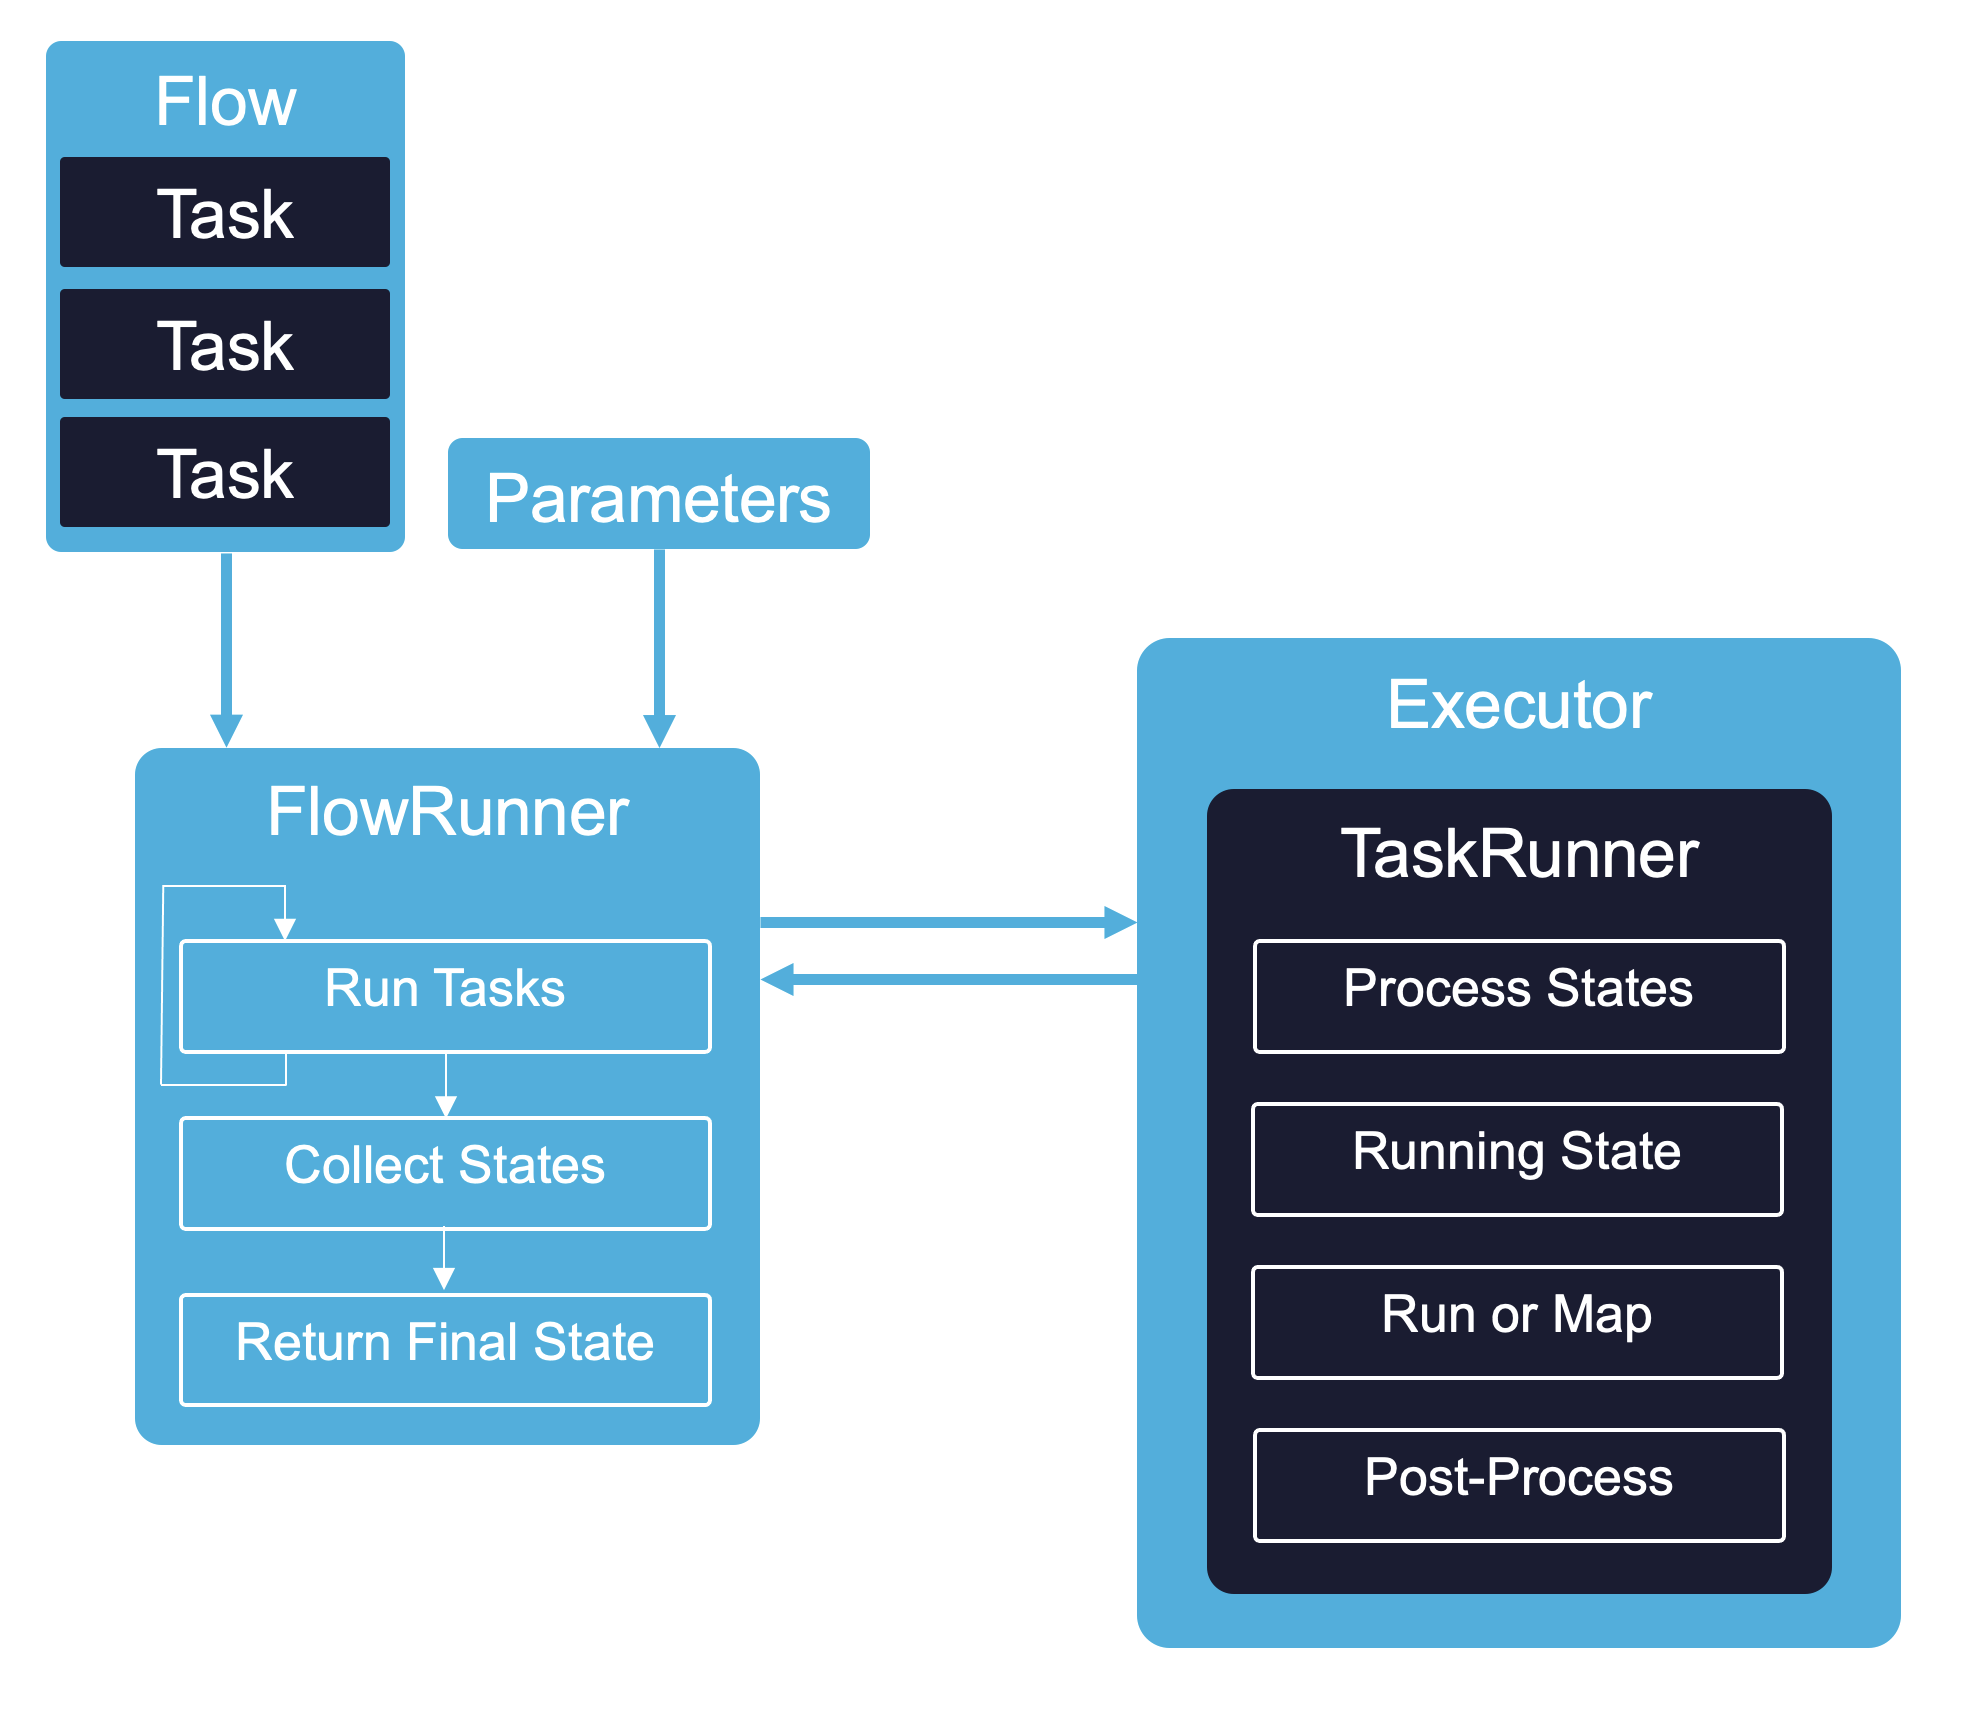 Flow
Task
Task
Task
Parameters
FlowRunner
Run Tasks
Collect States
Return Final State
Executor
TaskRunner
Process States
Running State
Run or Map
Post-Process